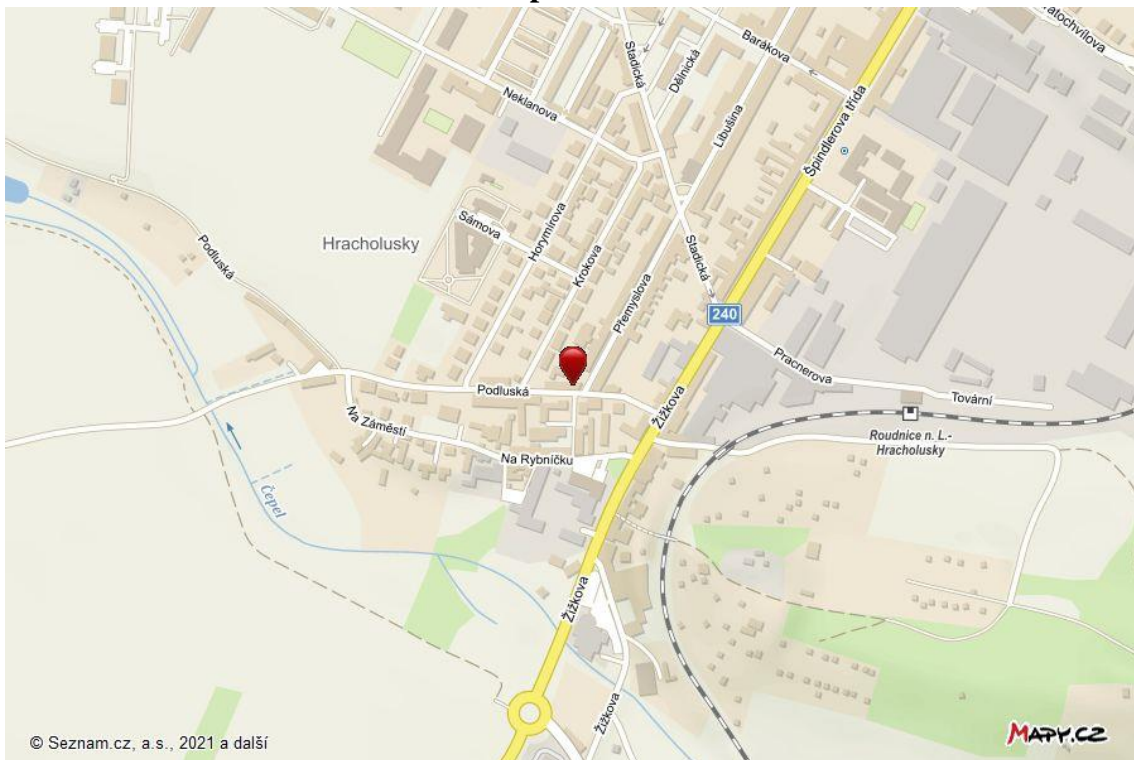 Stadická
Dělnická
Barákova
Neklanova
Libušina
Špindlerova třída
Podluská
Hracholusky
Sámova
Horymírova
Krokova
Stadická
Přemyslova
240
Pracnerova
Tovární
Podluská
Žižkova
Na Záměstí
Na Rybníčku
Roudnice n. L.-
Hracholusky
Čepel
Žižkova
Žižkova
© Seznam.cz, a.s., 2021 a další
MAPY.CZ